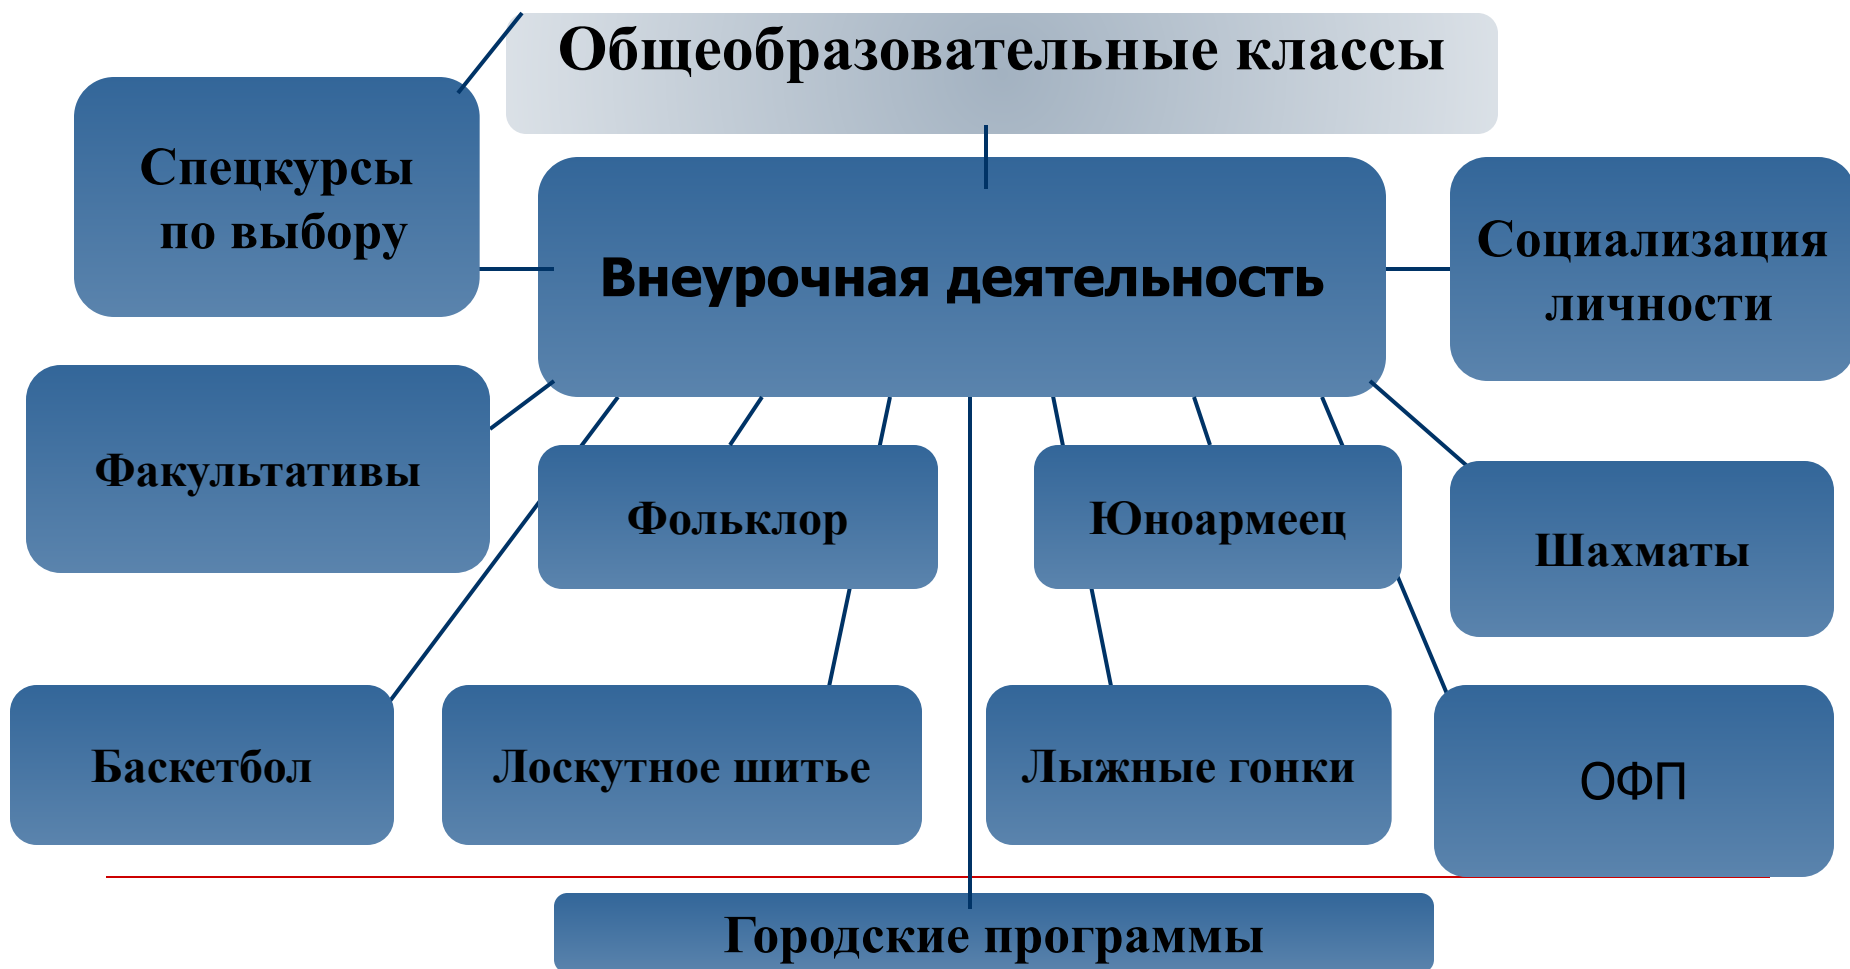 Общеобразовательные классы
Спецкурсы
по выбору
Внеурочная деятельность
Социализация
личности
Факультативы
Фольклор
Юноармеец
Шахматы
Баскетбол
Лоскутное шитье
Лыжные гонки
ОФП
Городские программы